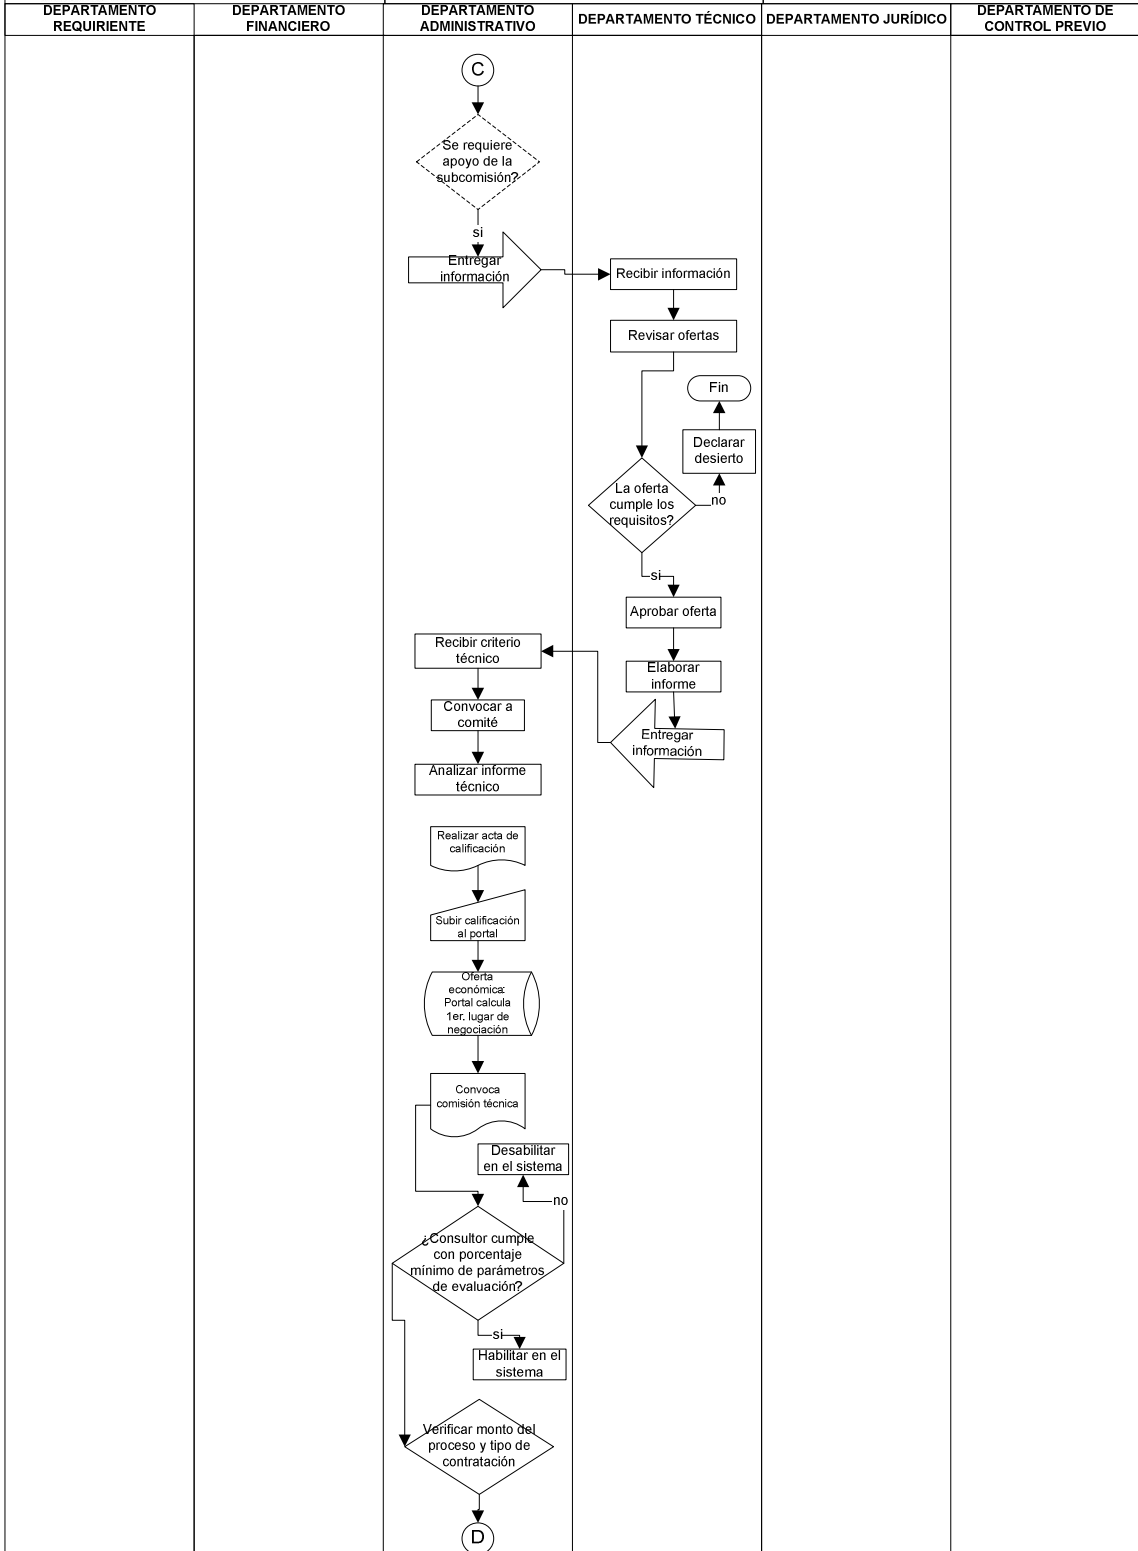 DEPARTAMENTO
REQUIRIENTE
DEPARTAMENTO
FINANCIERO
DEPARTAMENTO
ADMINISTRATIVO
DEPARTAMENTO TÉCNICO
DEPARTAMENTO JURÍDICO
DEPARTAMENTO DE
CONTROL PREVIO
C
Se requiere
apoyo de la
subcomisión?
si
Entregar
información
Recibir información
Revisar ofertas
Fin
Declarar
desierto
La oferta
cumple los
requisitos?
no
si
Aprobar oferta
Elaborar
informe
Entregar
información
Recibir criterio
técnico
Convocar a
comité
Analizar informe
técnico
Realizar acta de
calificación
Subir calificación
al portal
Oferta
económica:
Portal calcula
1er. lugar de
negociación
Convoca
comisión técnica
Desabilitar
en el sistema
no
¿Consultor cumple
con porcentaje
mínimo de parámetros
de evaluación?
si
Habilitar en el
sistema
Verificar monto del
proceso y tipo de
contratación
D